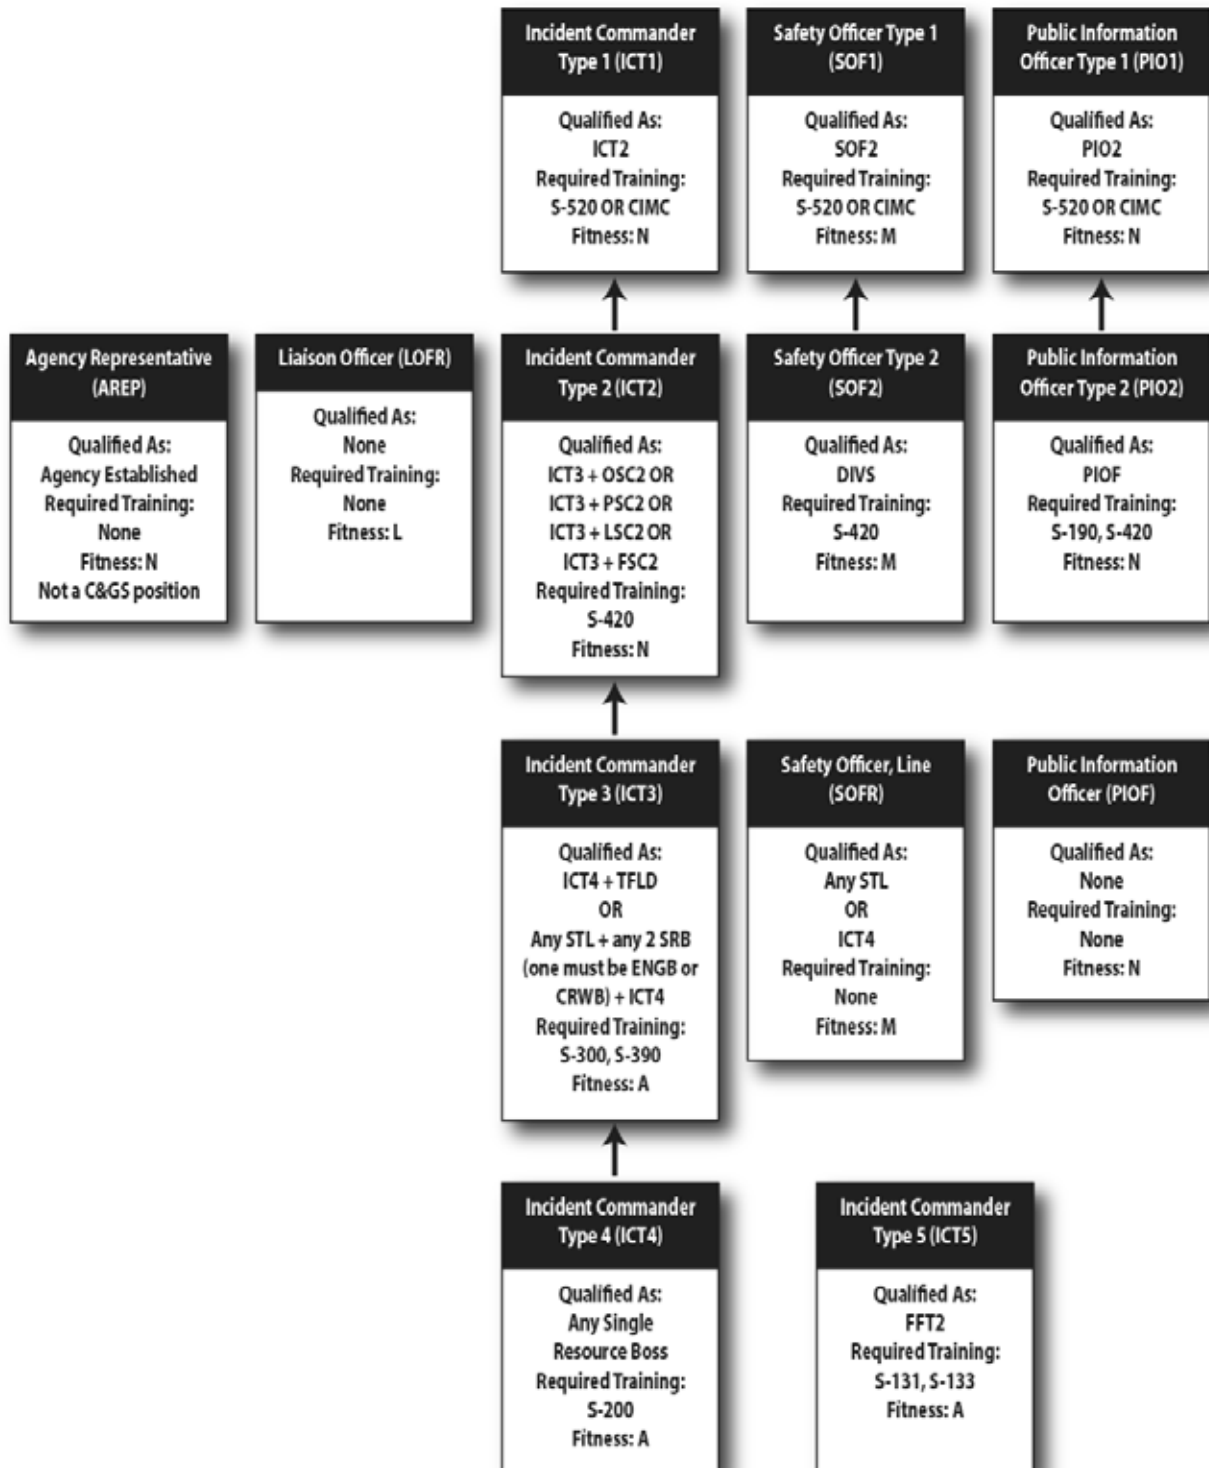 Incident Commander
Type 1 (ICT1)
Qualified As:
ICT2
Required Training:
S-520 OR CIMC
Fitness: N
Safety Officer Type 1
(SOF1)
Qualified As:
SOF2
Required Training:
S-520 OR CIMC
Fitness: M
Public Information
Officer Type 1 (PIO1)
Qualified As:
PIO2
Required Training:
S-520 OR CIMC
Fitness: N
Agency Representative
(AREP)
Qualified As:
Agency Established
Required Training:
None
Fitness: N
Not a C&GS position
Liaison Officer (LOFR)
Qualified As:
None
Required Training:
None
Fitness: L
Incident Commander
Type 2 (ICT2)
Qualified As:
ICT3 + OSC2 OR
ICT3 + PSC2 OR
ICT3 + LSC2 OR
ICT3 + FSC2
Required Training:
S-420
Fitness: N
Safety Officer Type 2
(SOF2)
Qualified As:
DIVS
Required Training:
S-420
Fitness: M
Public Information
Officer Type 2 (PIO2)
Qualified As:
PIOF
Required Training:
S-190, S-420
Fitness: N
Incident Commander
Type 3 (ICT3)
Qualified As:
ICT4 + TFLD
OR
Any STL + any 2 SRB
(one must be ENGB or
CRWB) + ICT4
Required Training:
S-300, S-390
Fitness: A
Safety Officer, Line
(SOFR)
Qualified As:
Any STL
OR
ICT4
Required Training:
None
Fitness: M
Public Information
Officer (PIOF)
Qualified As:
None
Required Training:
None
Fitness: N
Incident Commander
Type 4 (ICT4)
Qualified As:
Any Single
Resource Boss
Required Training:
S-200
Fitness: A
Incident Commander
Type 5 (ICT5)
Qualified As:
FFT2
Required Training:
S-131, S-133
Fitness: A